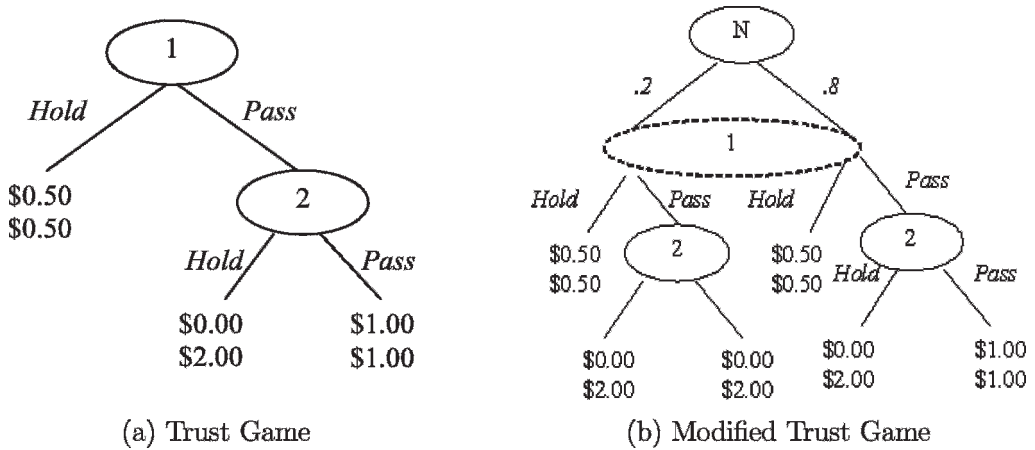 1
Hold
Pass
$0.50
$0.50
2
Hold
Pass
$0.00
$2.00
$1.00
$1.00
(a) Trust Game
N
.2
.8
1
Hold
Pass
Hold
Pass
$0.50
$0.50
2
$0.50
$0.50
2
Hold
Pass
$0.00
$2.00
$0.00
$2.00
$0.00
$2.00
$1.00
$1.00
(b) Modified Trust Game